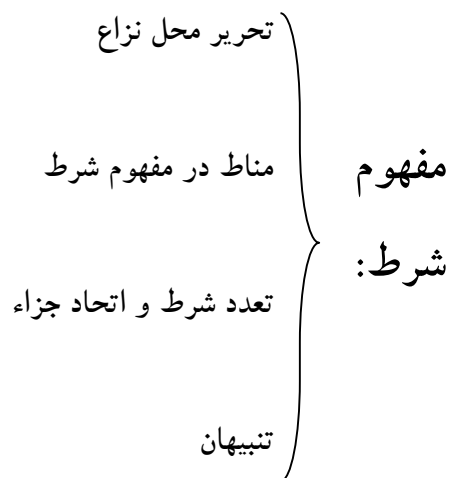 مفهوم
شرط:
تحریر محل نزاع
مناط در مفهوم شرط
تعدد شرط و اتحاد جزاء
تنبیهان